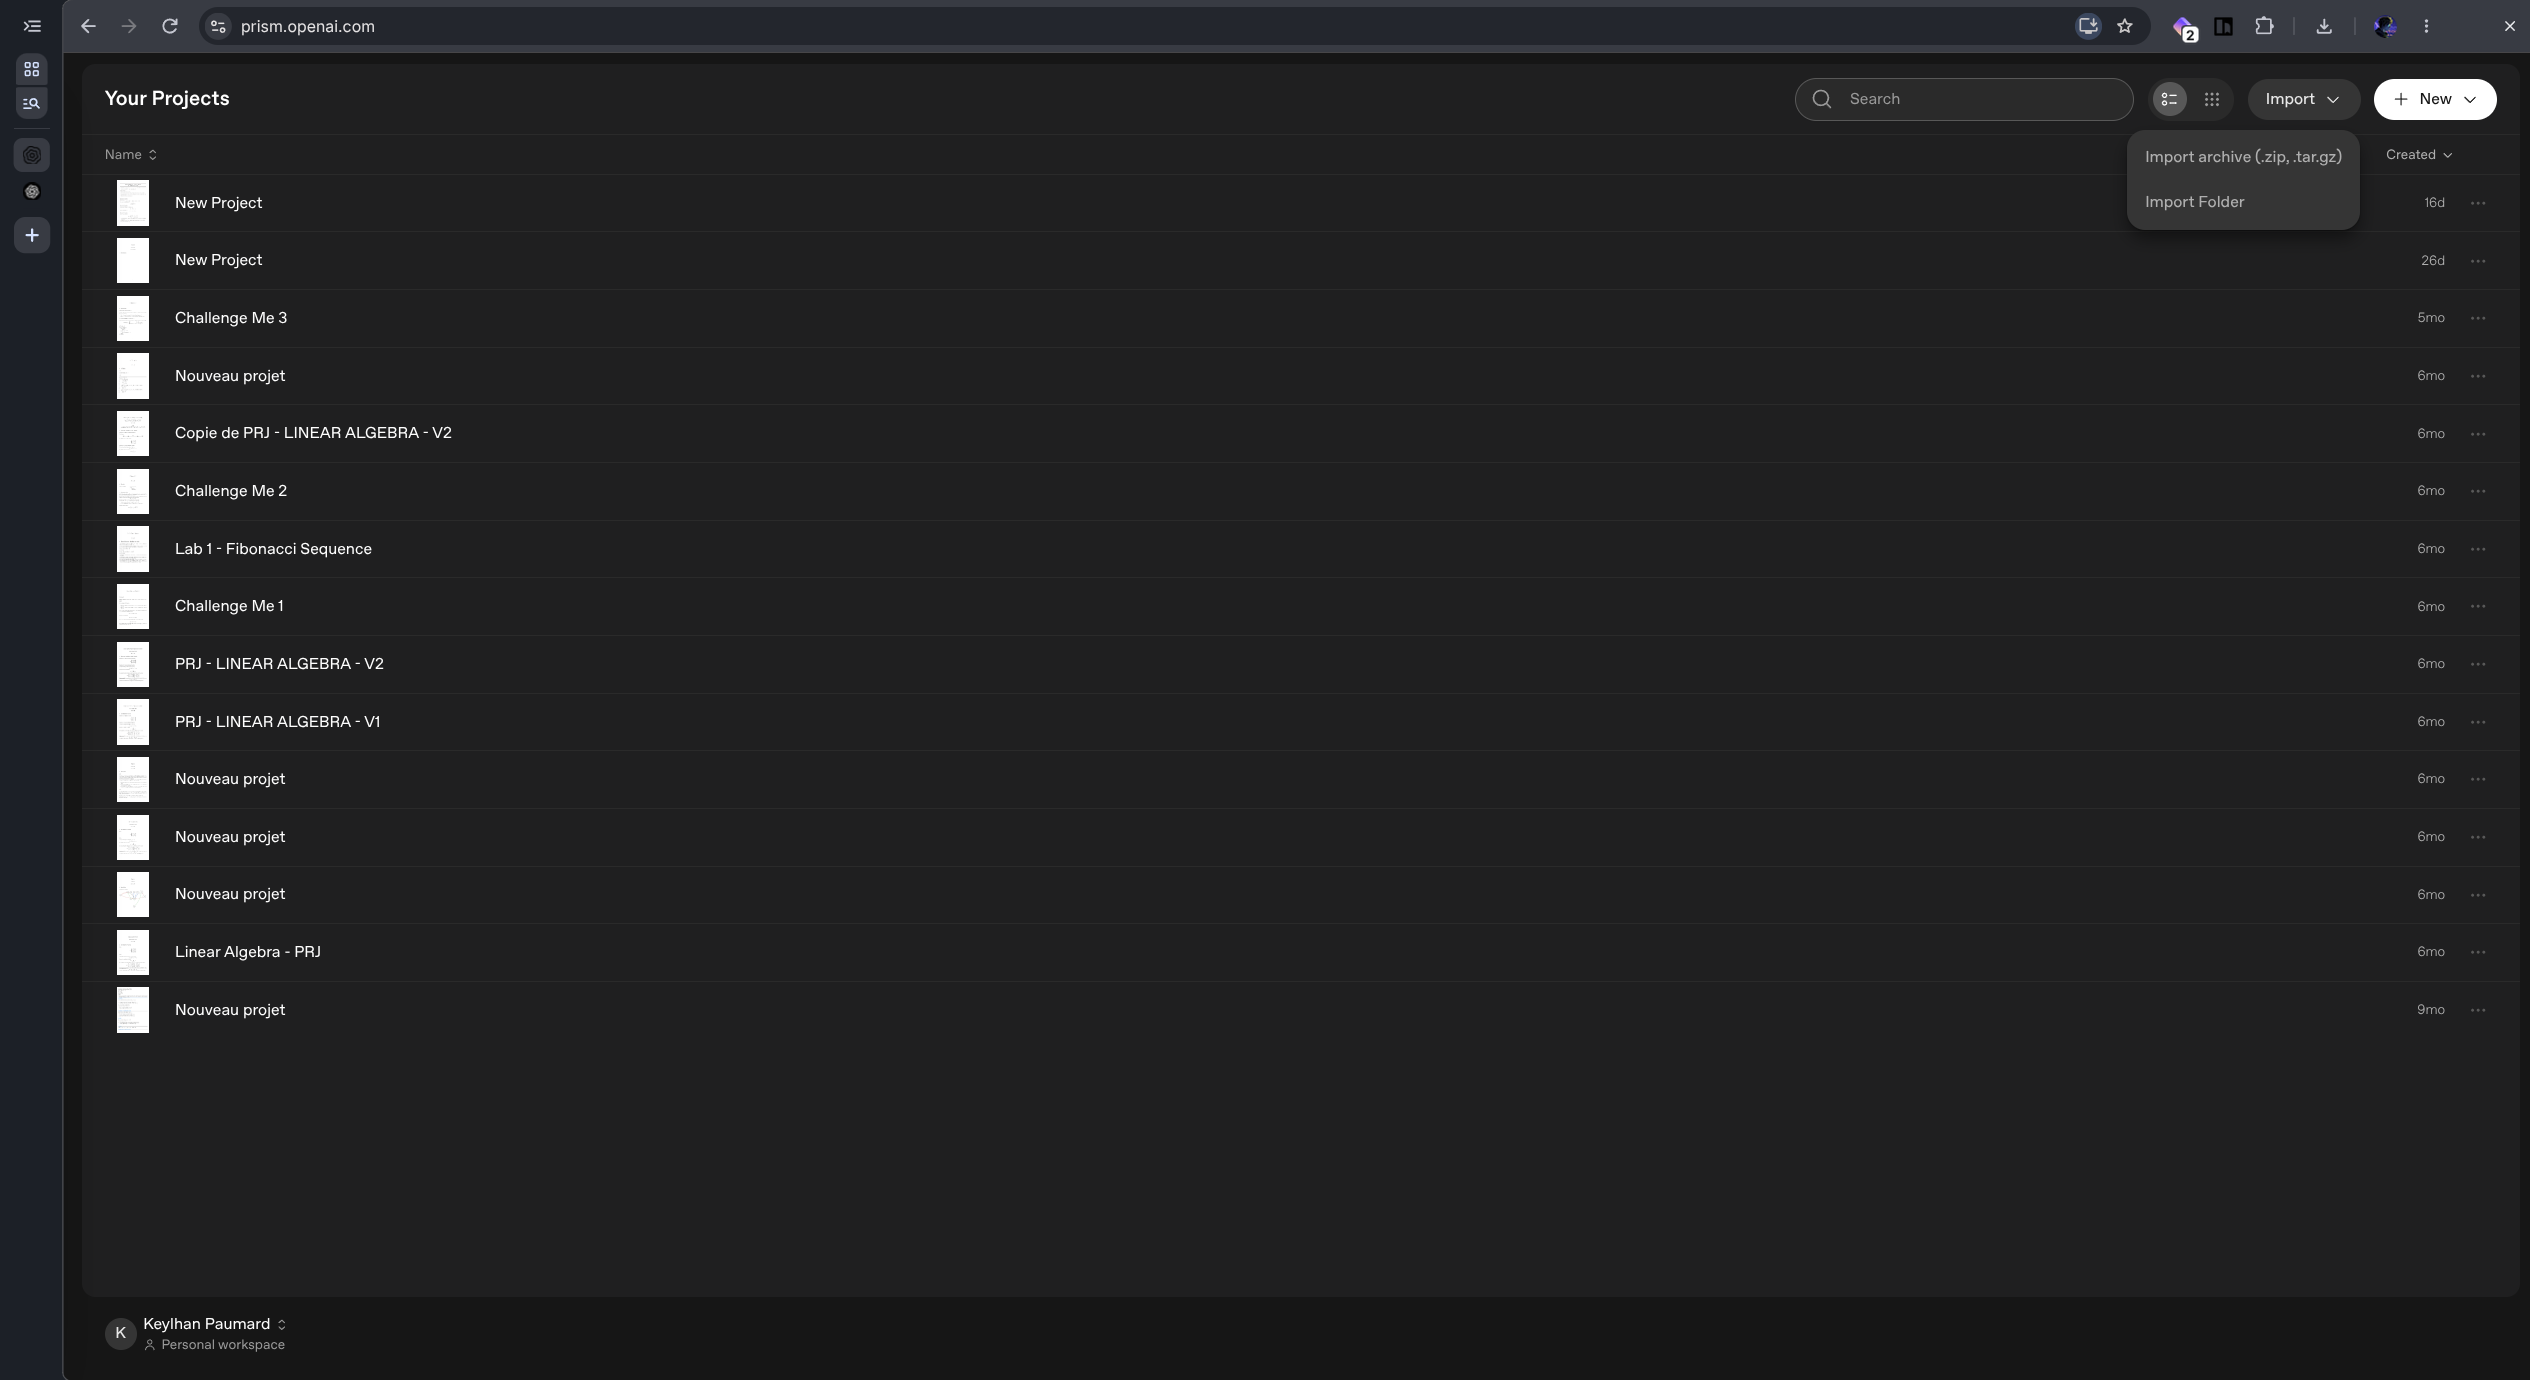 prism.openai.com
2
Your Projects
Search
Import
New
Name
Created
Import archive (.zip, .tar.gz)
Import Folder
New Project
16d
New Project
26d
Challenge Me 3
5mo
Nouveau projet
6mo
Copie de PRJ - LINEAR ALGEBRA - V2
6mo
Challenge Me 2
6mo
Lab 1 - Fibonacci Sequence
6mo
Challenge Me 1
6mo
PRJ - LINEAR ALGEBRA - V2
6mo
PRJ - LINEAR ALGEBRA - V1
6mo
Nouveau projet
6mo
Nouveau projet
6mo
Nouveau projet
6mo
Linear Algebra - PRJ
6mo
Nouveau projet
9mo
K
Keylhan Paumard
Personal workspace